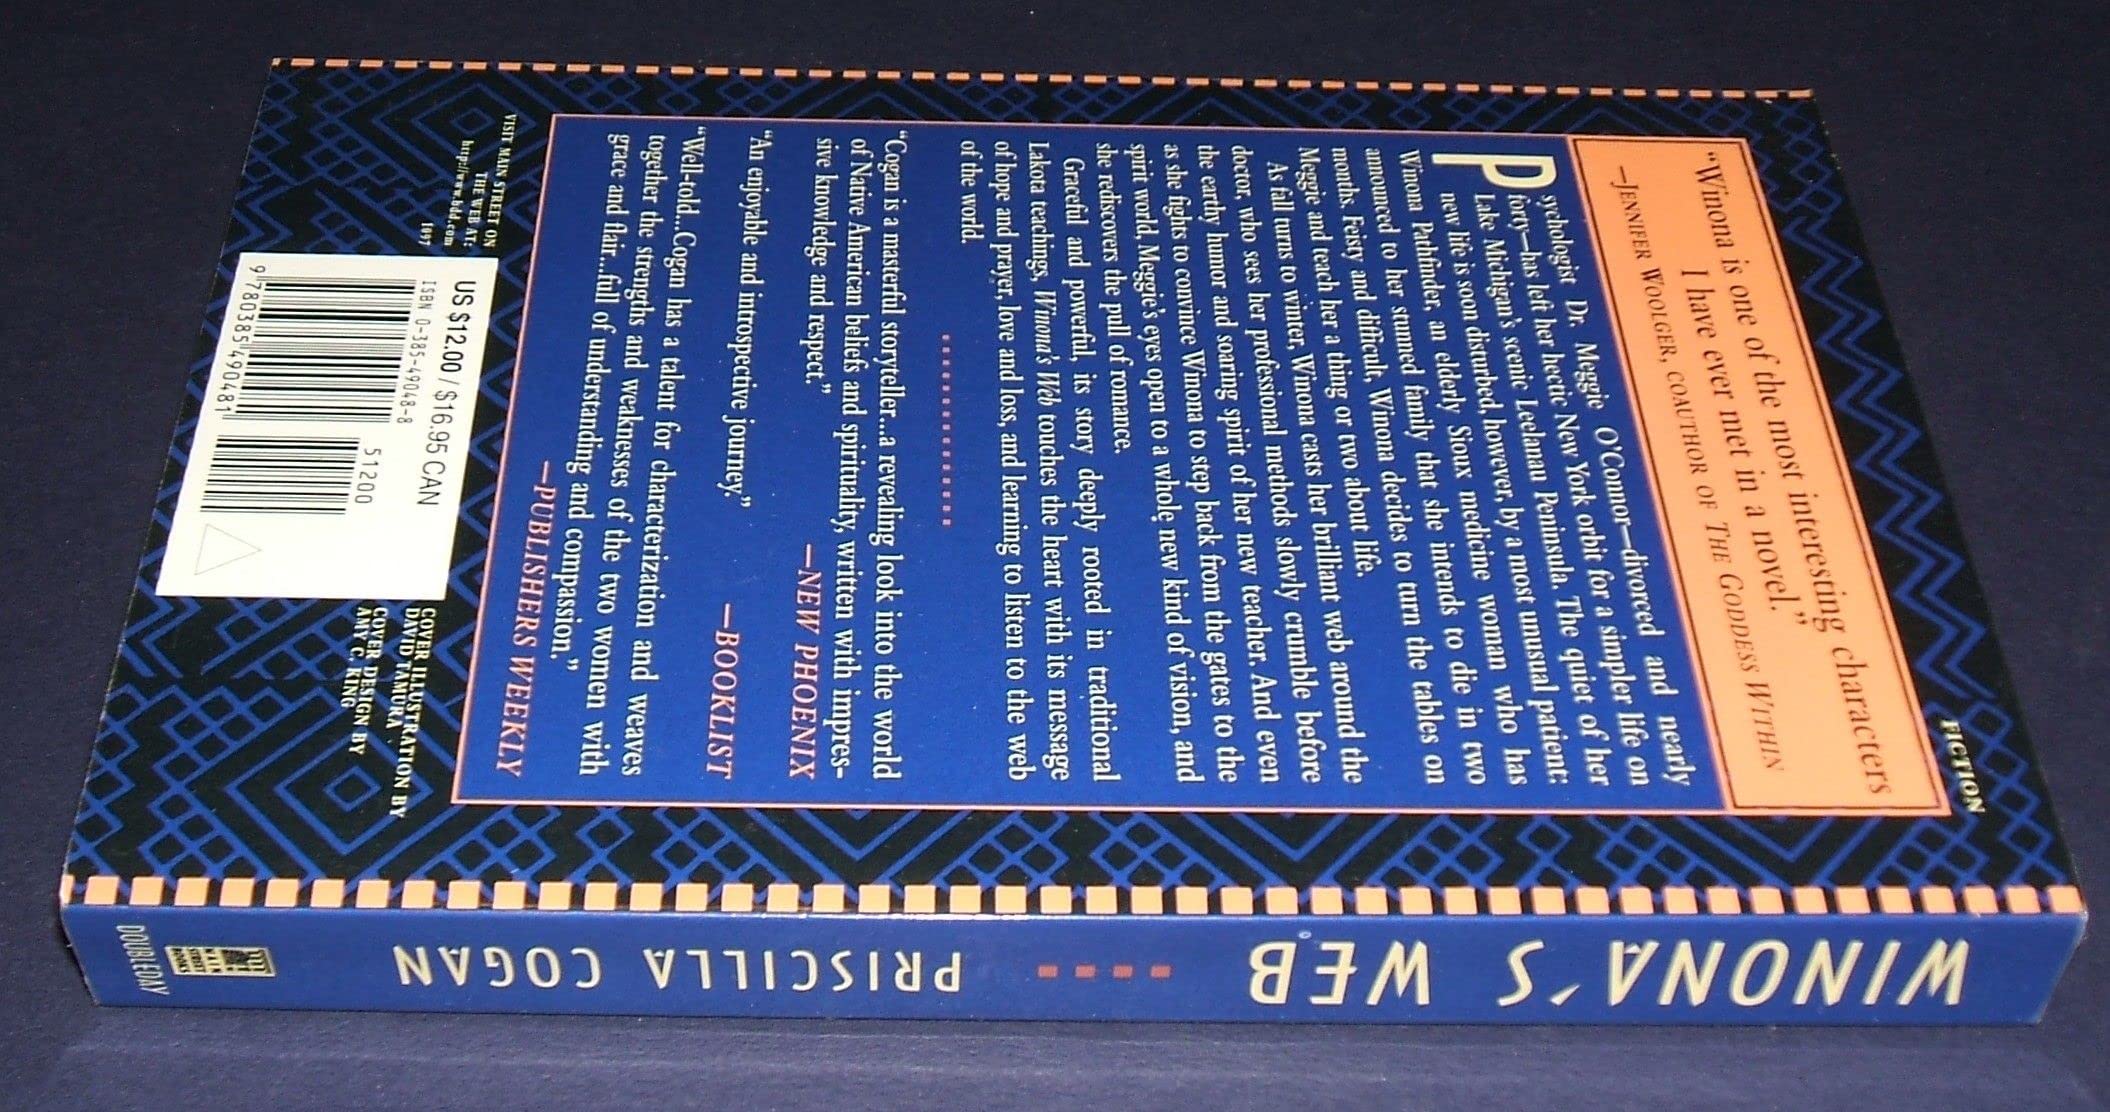 FICTION
“Winona is one of the most interesting characters
I have ever met in a novel.”
—JENNIFER WOOLGER, COAUTHOR OF THE GODDESS WITHIN
Psychologist Dr. Meggie O'Connor—divorced and nearly
forty—has left her hectic New York orbit for a simpler life on
Lake Michigan's scenic Leelanau Peninsula. The quiet of her
new life is soon disturbed, however, by a most unusual patient:
Winona Pathfinder, an elderly Sioux medicine woman who has
announced to her stunned family that she intends to die in two
months. Feisty and difficult, Winona decides to turn the tables on
Meggie and teach her a thing or two about life.
As fall turns to winter, Winona casts her brilliant web around the
doctor, who sees her professional methods slowly crumble before
the earthy humor and soaring spirit of her new teacher. And even
as she fights to convince Winona to step back from the gates to the
spirit world, Meggie's eyes open to a whole new kind of vision, and
she rediscovers the pull of romance.
Graceful and powerful, its story deeply rooted in traditional
Lakota teachings, Winona's Web touches the heart with its message
of hope and prayer, love and loss, and learning to listen to the web
of the world.
“Cogan is a masterful storyteller...a revealing look into the world
of Native American beliefs and spirituality, written with impres-
sive knowledge and respect.”
—NEW PHOENIX
“An enjoyable and introspective journey.”
—BOOKLIST
“Well-told...Cogan has a talent for characterization and weaves
together the strengths and weaknesses of the two women with
grace and flair...full of understanding and compassion.”
—PUBLISHERS WEEKLY
VISIT MAIN STREET ON
THE WEB AT:
http://www.bdd.com
1097
US $12.00 / $16.95 CAN
ISBN 0-385-49048-8
51200
9 780385 490481
COVER ILLUSTRATION BY
DAVID TAMURA
COVER DESIGN BY
AMY C. KING
WINONA'S WEB
PRISCILLA COGAN
DOUBLEDAY